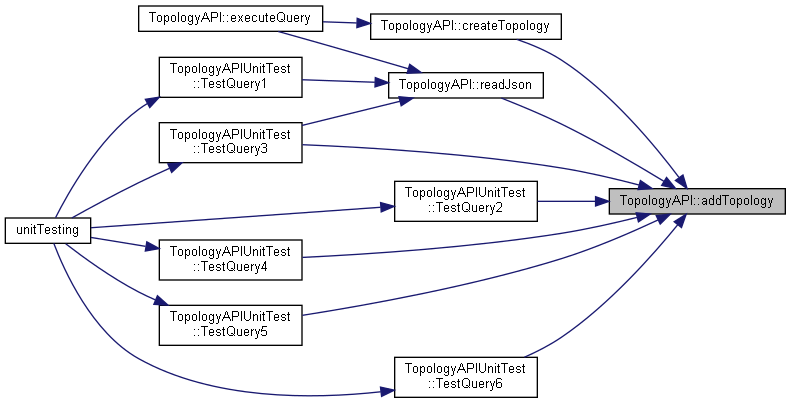 TopologyAPI::executeQuery
TopologyAPI::createTopology
TopologyAPIUnitTest
::TestQuery1
TopologyAPI::readJson
TopologyAPIUnitTest
::TestQuery3
TopologyAPIUnitTest
::TestQuery2
TopologyAPI::addTopology
unitTesting
TopologyAPIUnitTest
::TestQuery4
TopologyAPIUnitTest
::TestQuery5
TopologyAPIUnitTest
::TestQuery6